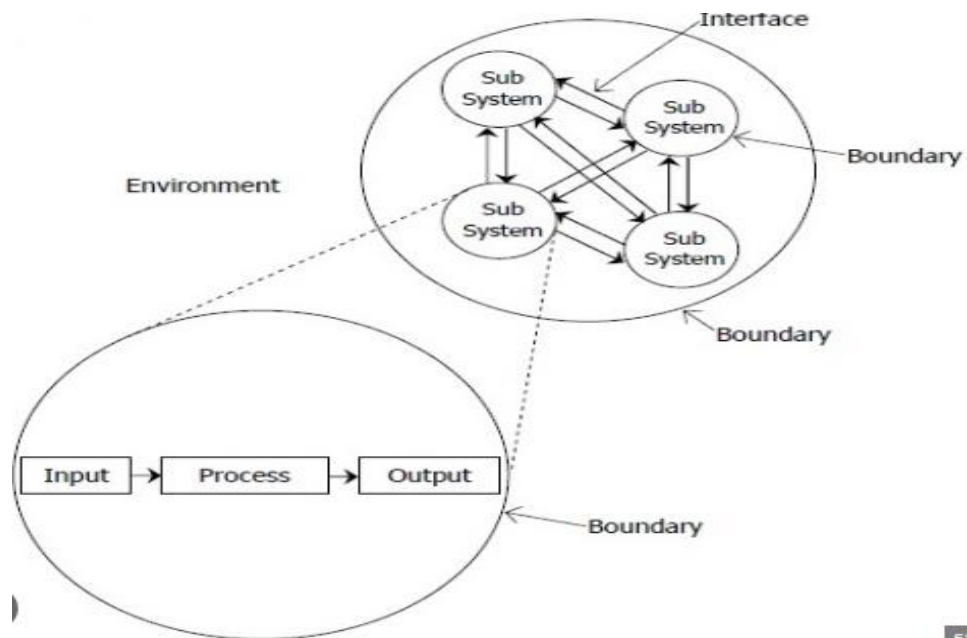 Interface
Sub
System
Sub
System
Boundary
Environment
Sub
System
Sub
System
Boundary
Input
Process
Output
Boundary